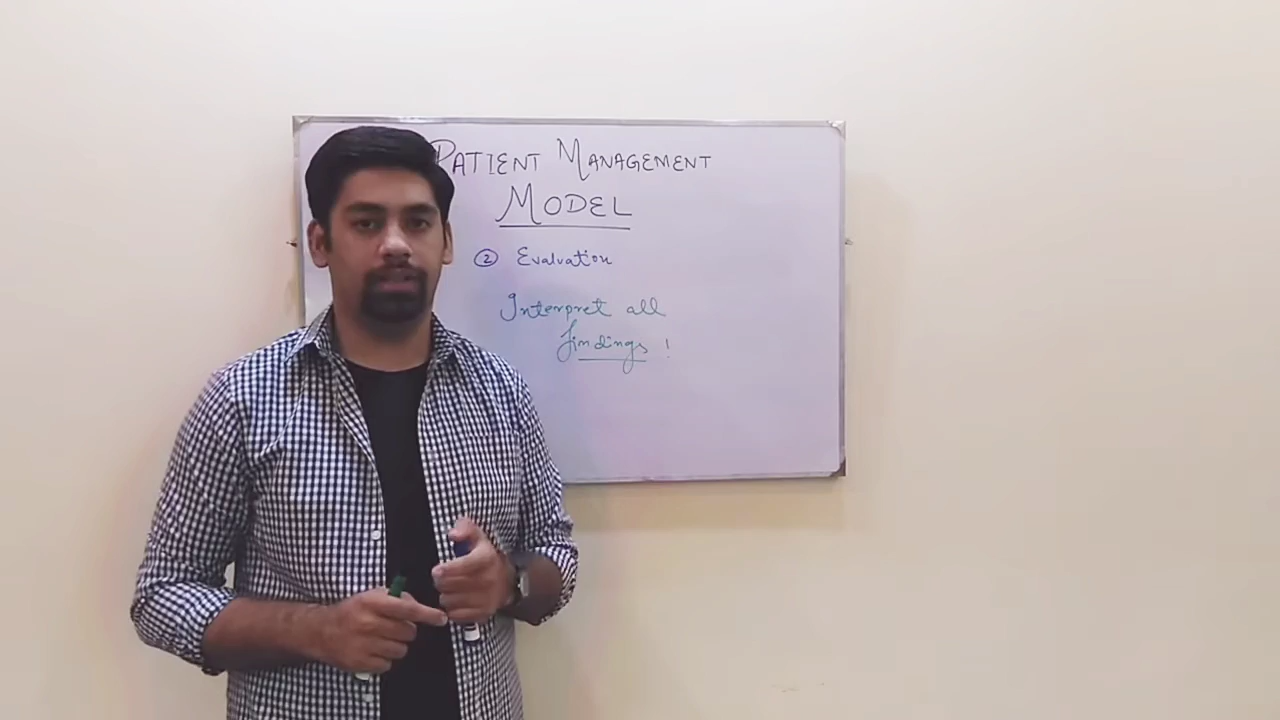 PATIENT MANAGEMENT
MODEL
② Evaluation
Interpret all
findings !